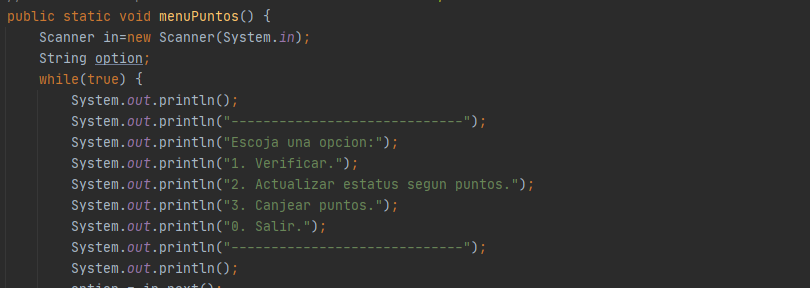 public static void menuPuntos() {
Scanner in=new Scanner(System.in);
String option;
while(true) {
System.out.println();
System.out.println("-----------------------------");
System.out.println("Escoja una opcion:");
System.out.println("1. Verificar.");
System.out.println("2. Actualizar estatus segun puntos.");
System.out.println("3. Canjear puntos.");
System.out.println("0. Salir.");
System.out.println("-----------------------------");
System.out.println();
option = in.next();